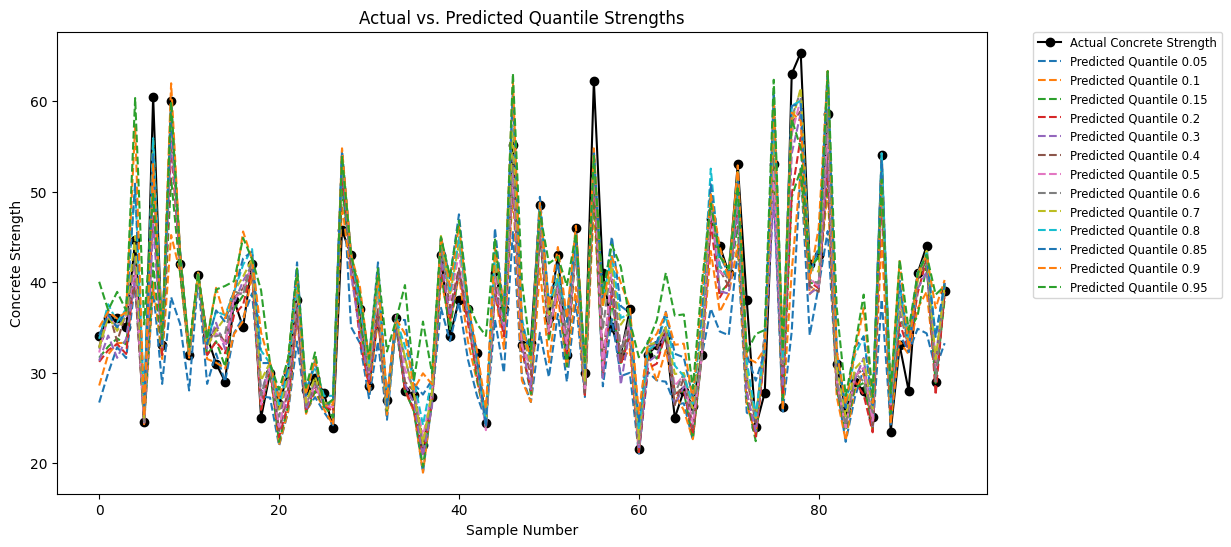 Actual vs. Predicted Quantile Strengths
Concrete Strength
60
50
40
30
20
0
20
40
60
80
Sample Number
Actual Concrete Strength
Predicted Quantile 0.05
Predicted Quantile 0.1
Predicted Quantile 0.15
Predicted Quantile 0.2
Predicted Quantile 0.3
Predicted Quantile 0.4
Predicted Quantile 0.5
Predicted Quantile 0.6
Predicted Quantile 0.7
Predicted Quantile 0.8
Predicted Quantile 0.85
Predicted Quantile 0.9
Predicted Quantile 0.95